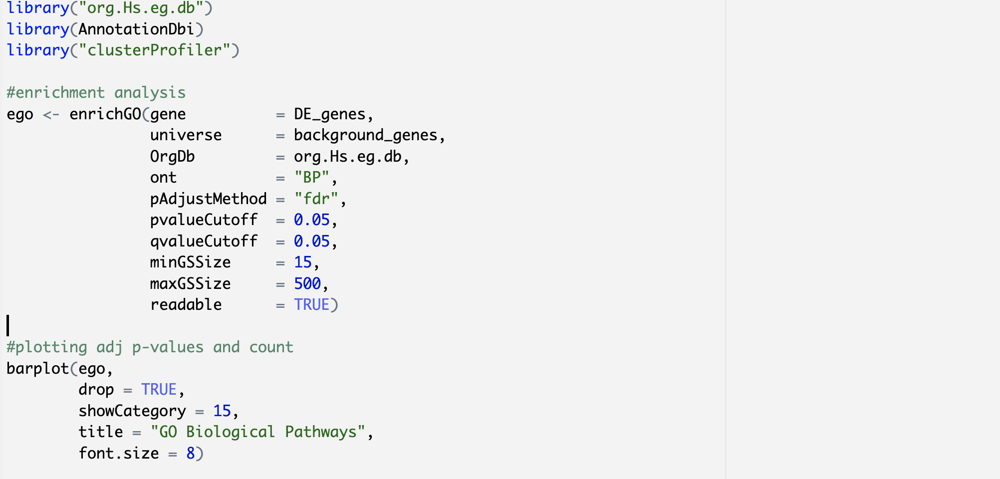 library("org.Hs.eg.db")
library(AnnotationDbi)
library("clusterProfiler")
#enrichment analysis
ego <- enrichGO(gene          = DE_genes,
                universe      = background_genes,
                OrgDb         = org.Hs.eg.db,
                ont           = "BP",
                pAdjustMethod = "fdr",
                pvalueCutoff  = 0.05,
                qvalueCutoff  = 0.05,
                minGSSize     = 15,
                maxGSSize     = 500,
                readable      = TRUE)
#plotting adj p-values and count
barplot(ego,
        drop = TRUE,
        showCategory = 15,
        title = "GO Biological Pathways",
        font.size = 8)